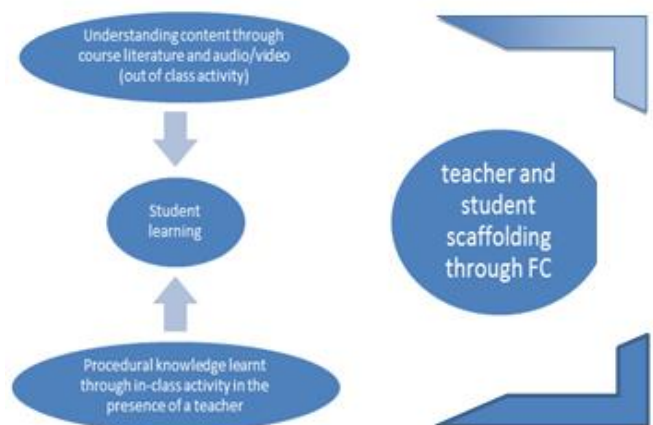 Understanding content through
course literature and audio/video
(out of class activity)
Student
learning
Procedural knowledge learnt
through in-class activity in the
presence of a teacher
teacher and
student
scaffolding
through FC